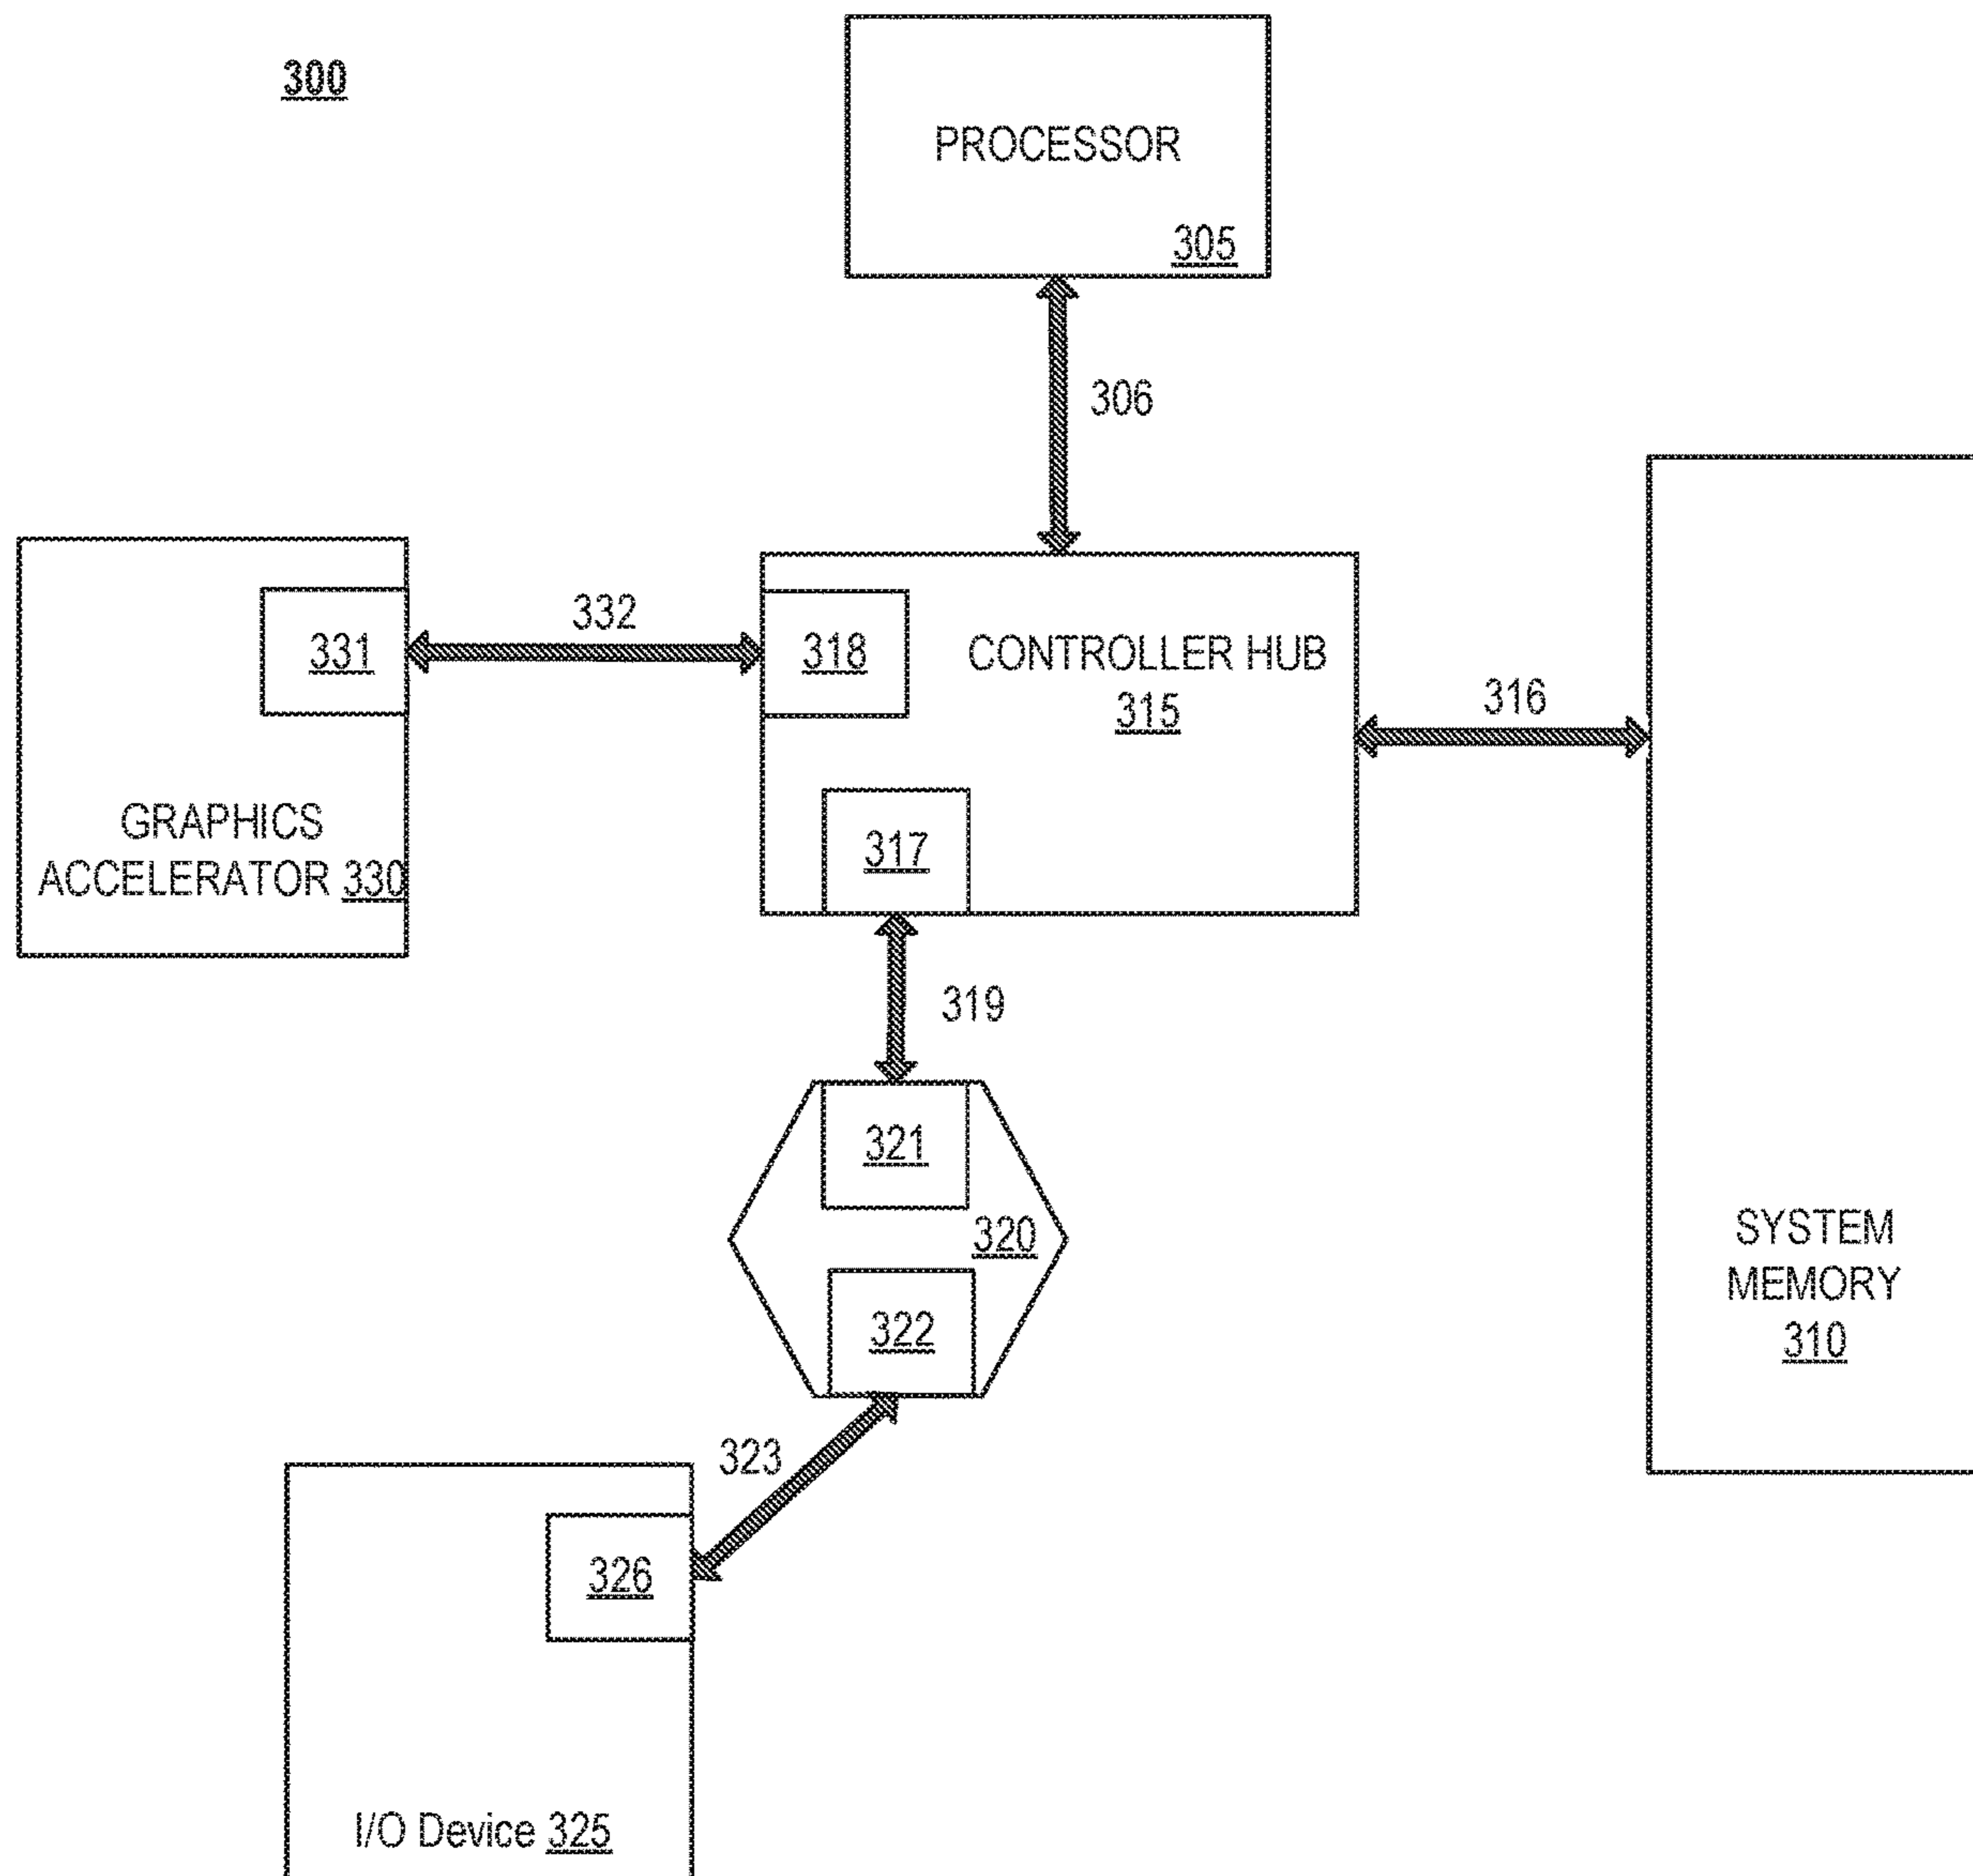 300
PROCESSOR
305
306
332
331
318
CONTROLLER HUB
315
316
GRAPHICS
ACCELERATOR 330
317
319
321
320
322
SYSTEM
MEMORY
310
323
326
I/O Device 325